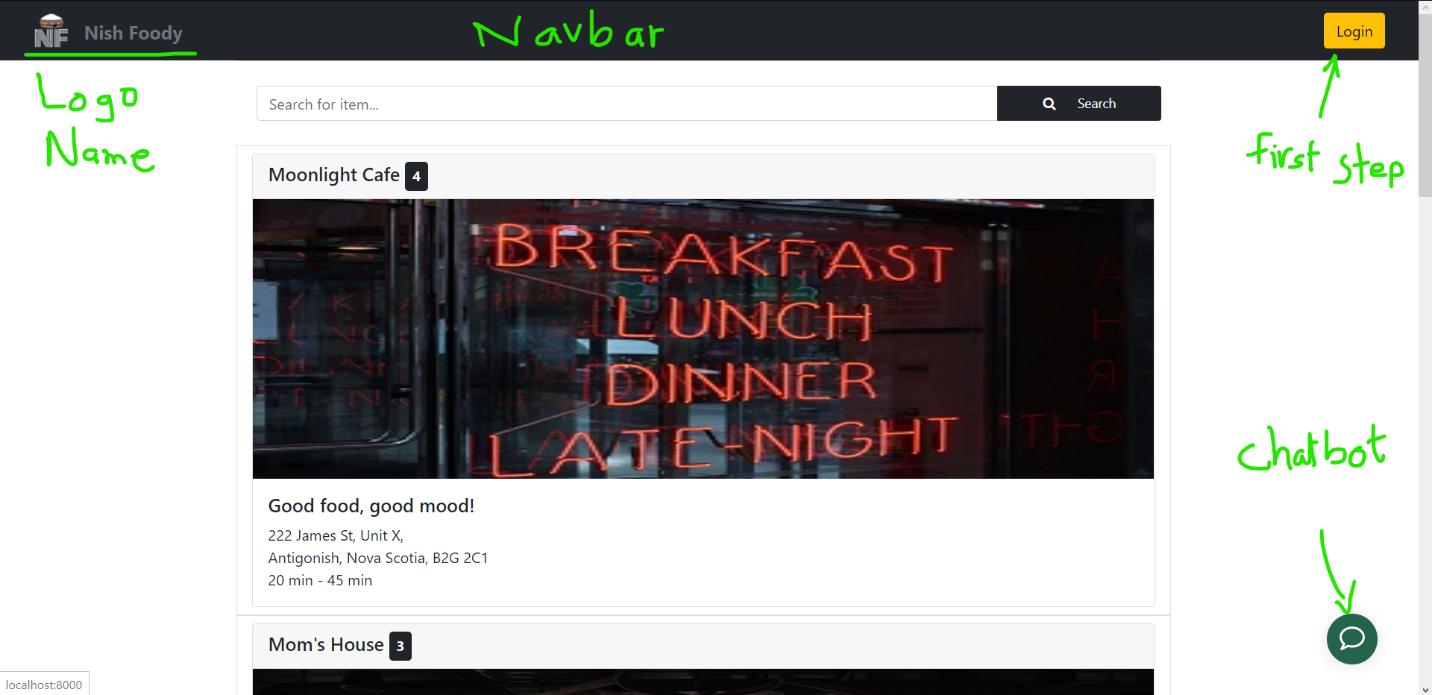 NF Nish Foody
Navbar
Login
Logo
Name
Search for item...
Search
first step
Moonlight Cafe 4
BREAKFAST
LUNCH
DINNER
LATE-NIGHT
Chatbot
Good food, good mood!
222 James St, Unit X,
Antigonish, Nova Scotia, B2G 2C1
20 min - 45 min
Mom's House 3
localhost:8000